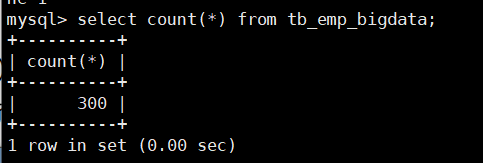 mysql> select count(*) from tb_emp_bigdata;
+----------+
| count(*) |
+----------+
|      300 |
+----------+
1 row in set (0.00 sec)